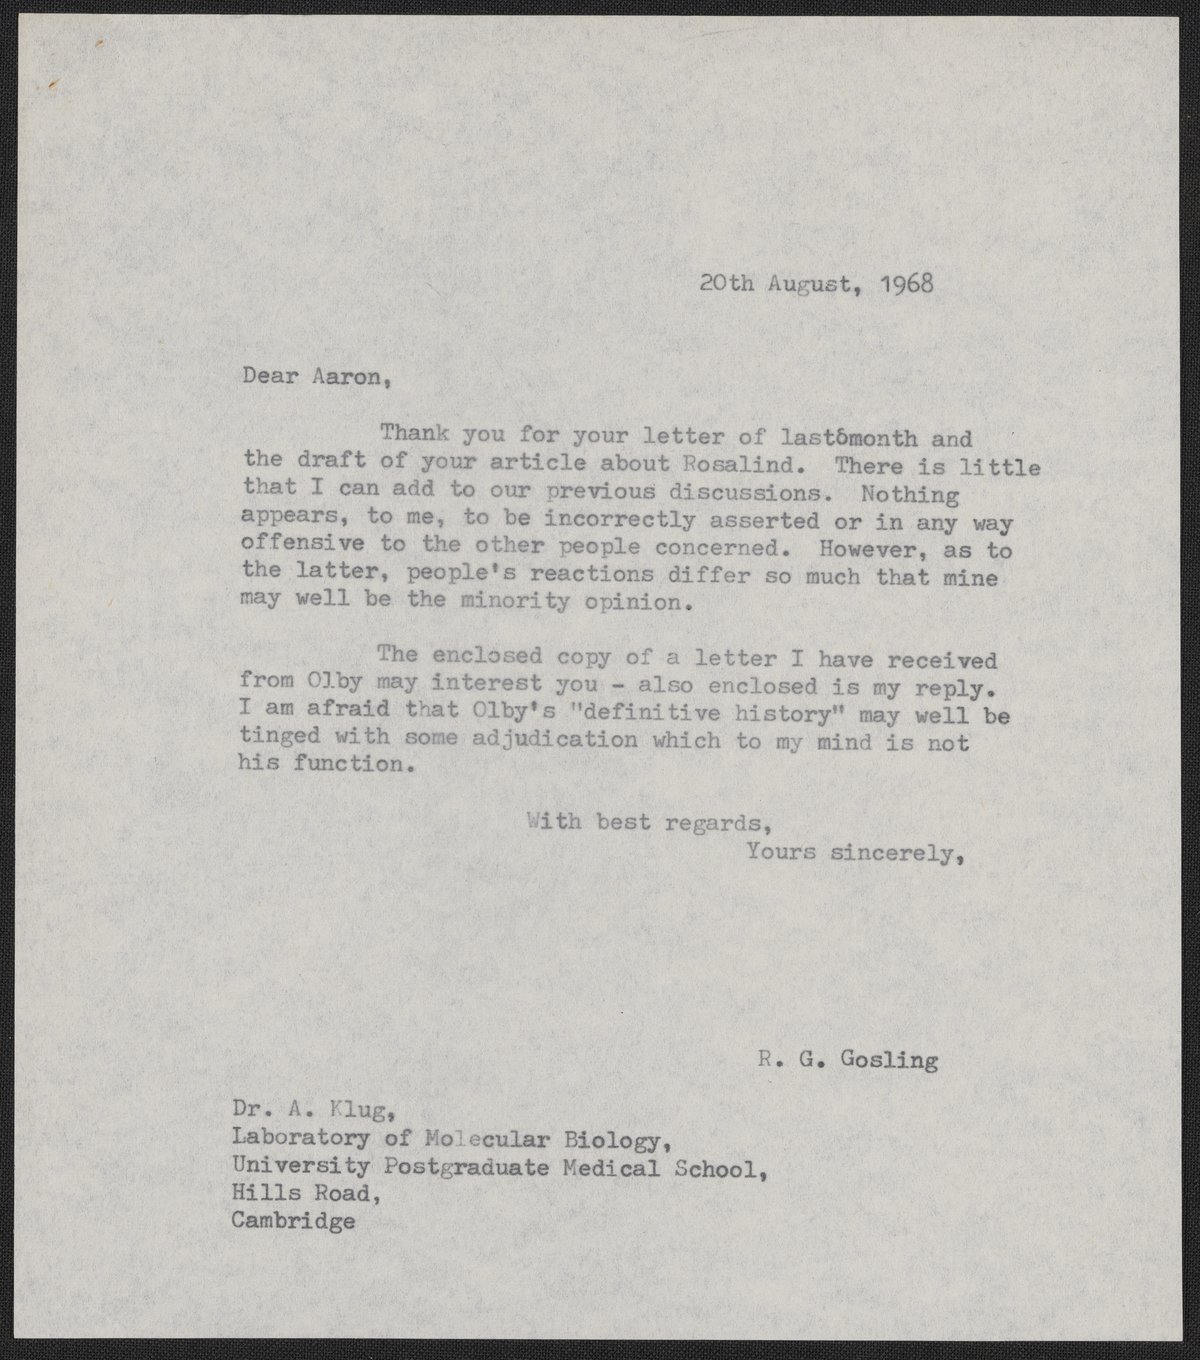 20th August, 1968
Dear Aaron,
Thank you for your letter of last6month and
the draft of your article about Rosalind. There is little
that I can add to our previous discussions. Nothing
appears, to me, to be incorrectly asserted or in any way
offensive to the other people concerned. However, as to
the latter, people's reactions differ so much that mine
may well be the minority opinion.
The enclosed copy of a letter I have received
from Olby may interest you - also enclosed is my reply.
I am afraid that Olby's "definitive history" may well be
tinged with some adjudication which to my mind is not
his function.
With best regards,
Yours sincerely,
R. G. Gosling
Dr. A. Klug,
Laboratory of Molecular Biology,
University Postgraduate Medical School,
Hills Road,
Cambridge